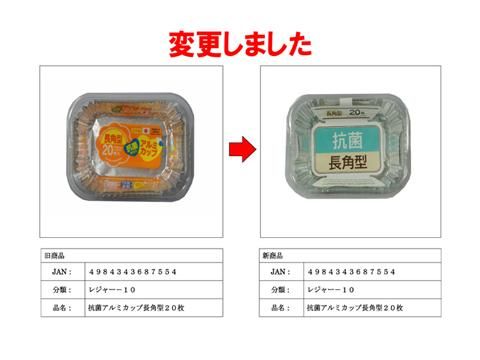 変更しました
長角型
20枚
抗菌
アルミ
カップ
長角型 20枚
抗菌
長角型
旧商品
JAN： ４９８４３４３６８７５５４
分類： レジャー－１０
品名： 抗菌アルミカップ長角型２０枚
新商品
JAN： ４９８４３４３６８７５５４
分類： レジャー－１０
品名： 抗菌アルミカップ長角型２０枚